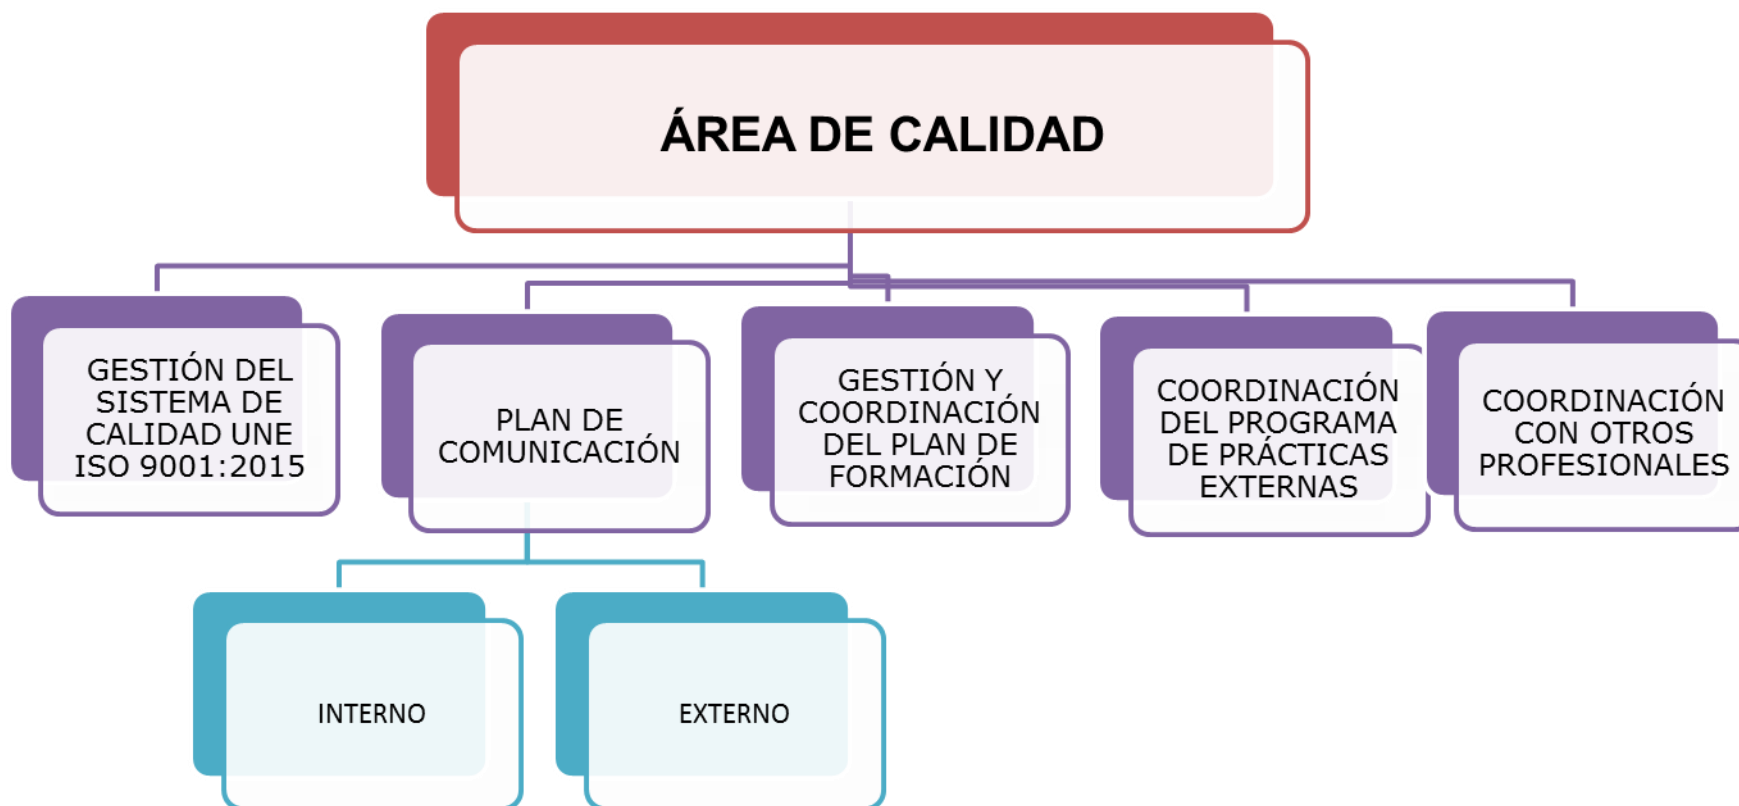 ÁREA DE CALIDAD
GESTIÓN DEL
SISTEMA DE
CALIDAD UNE
ISO 9001:2015
PLAN DE
COMUNICACIÓN
GESTIÓN Y
COORDINACIÓN
DEL PLAN DE
FORMACIÓN
COORDINACIÓN
DEL PROGRAMA
DE PRÁCTICAS
EXTERNAS
COORDINACIÓN
CON OTROS
PROFESIONALES
INTERNO
EXTERNO